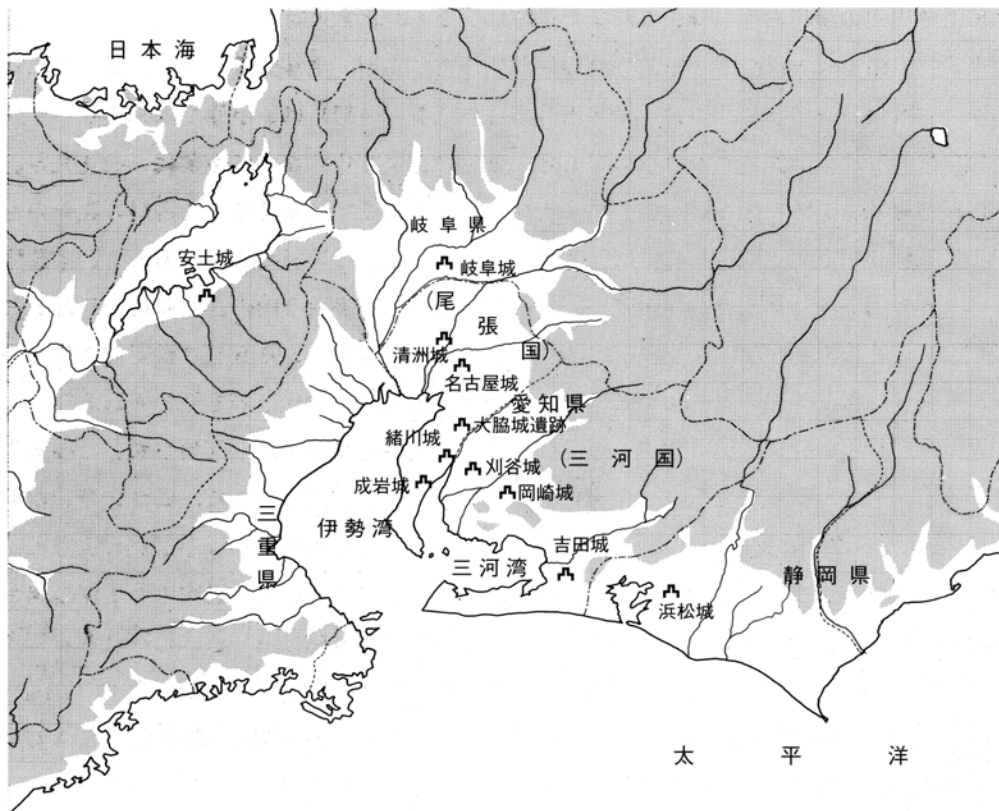 日本海
岐阜県
安土城
岐阜城
(尾張国)
清洲城
名古屋城
愛知県
大脇城遺跡
緒川城
(三河国)
刈谷城
成岩城
岡崎城
三重県
伊勢湾
吉田城
三河湾
静岡県
浜松城
太平洋